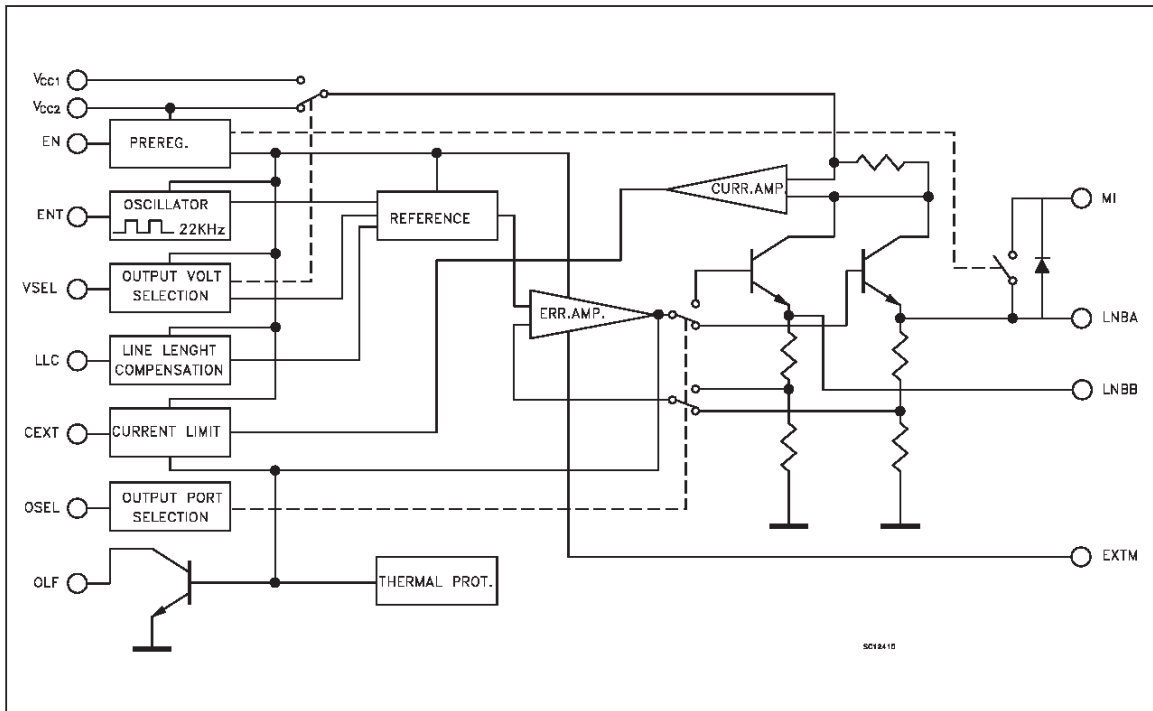 VCC1
VCC2
EN
PREREG.
ENT
OSCILLATOR
22KHz
REFERENCE
CURR.AMP.
MI
VSEL
OUTPUT VOLT
SELECTION
ERR.AMP.
LNBA
LLC
LINE LENGHT
COMPENSATION
LNBB
CEXT
CURRENT LIMIT
OSEL
OUTPUT PORT
SELECTION
OLF
THERMAL PROT.
EXTM
SC12410